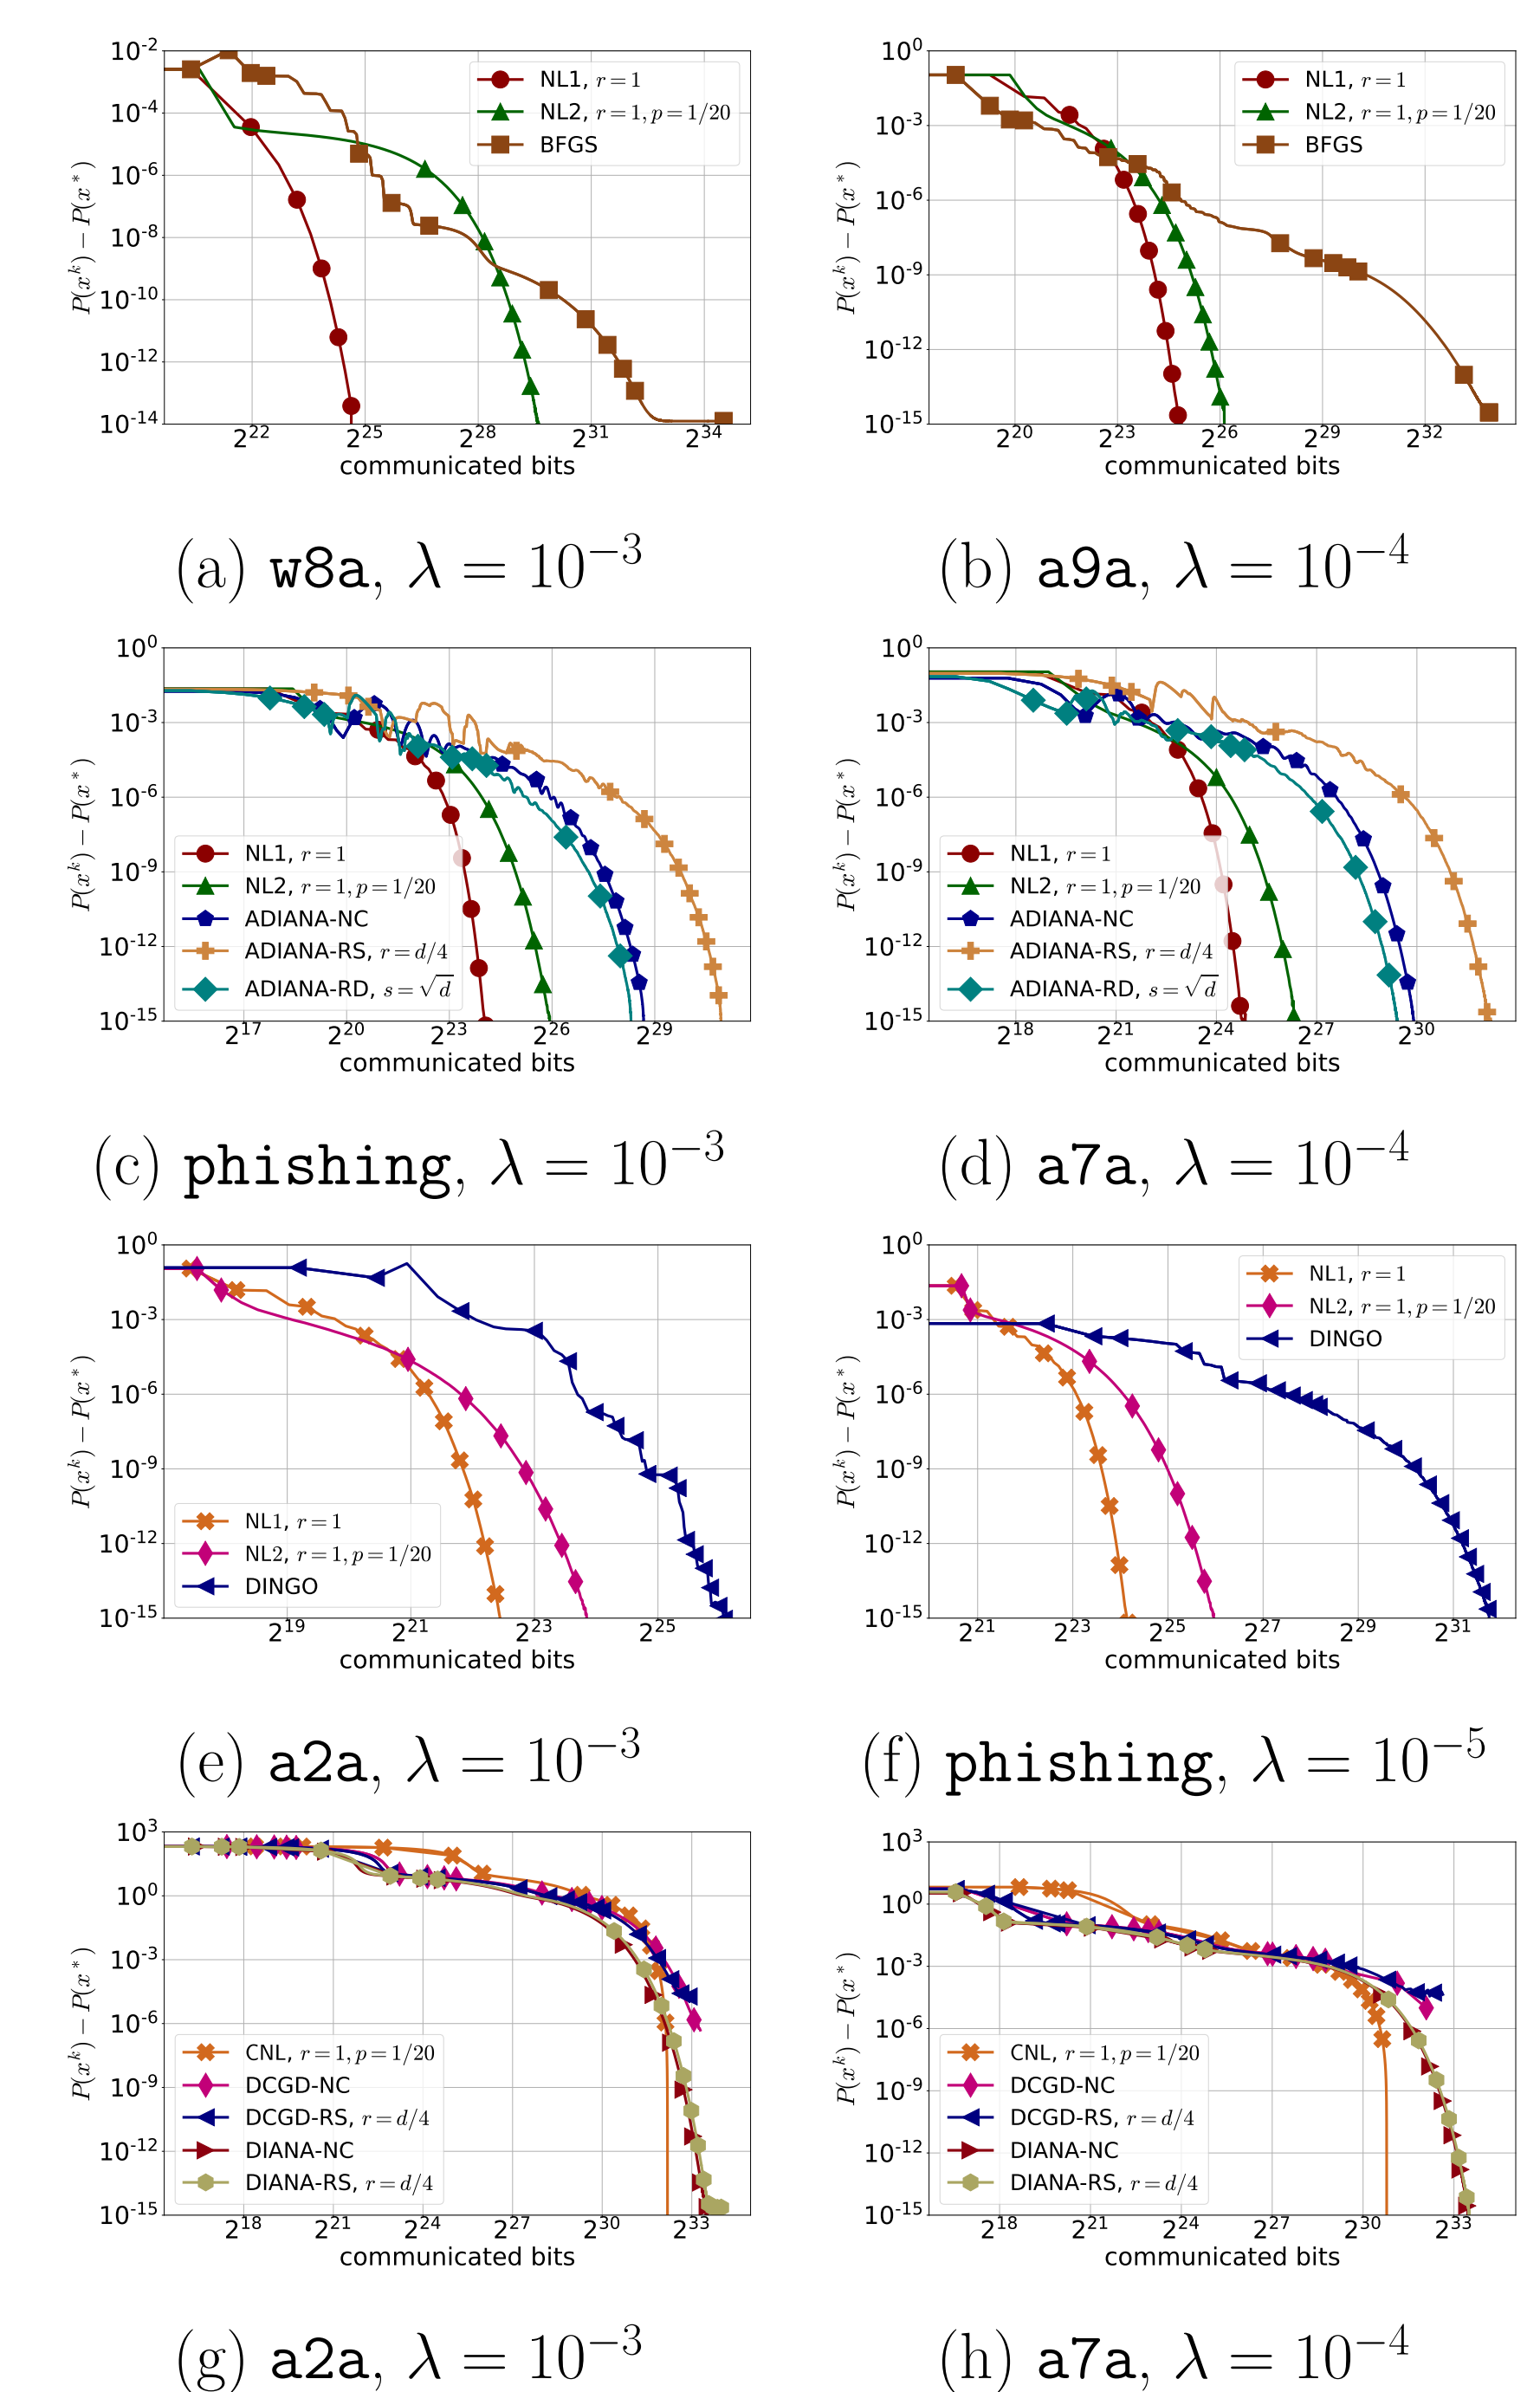 10^-2
10^-4
10^-6
10^-8
10^-10
10^-12
10^-14
P(x^k) − P(x^*)
NL1, r = 1
NL2, r = 1, p = 1/20
BFGS
2^22 2^25 2^28 2^31 2^34
communicated bits
(a) w8a, λ = 10^−3
10^0
10^-3
10^-6
10^-9
10^-12
10^-15
P(x^k) − P(x^*)
NL1, r = 1
NL2, r = 1, p = 1/20
BFGS
2^20 2^23 2^26 2^29 2^32
communicated bits
(b) a9a, λ = 10^−4
10^0
10^-3
10^-6
10^-9
10^-12
10^-15
P(x^k) − P(x^*)
NL1, r = 1
NL2, r = 1, p = 1/20
ADIANA-NC
ADIANA-RS, r = d/4
ADIANA-RD, s = √d
2^17 2^20 2^23 2^26 2^29
communicated bits
(c) phishing, λ = 10^−3
10^0
10^-3
10^-6
10^-9
10^-12
10^-15
P(x^k) − P(x^*)
NL1, r = 1
NL2, r = 1, p = 1/20
ADIANA-NC
ADIANA-RS, r = d/4
ADIANA-RD, s = √d
2^18 2^21 2^24 2^27 2^30
communicated bits
(d) a7a, λ = 10^−4
10^0
10^-3
10^-6
10^-9
10^-12
10^-15
P(x^k) − P(x^*)
NL1, r = 1
NL2, r = 1, p = 1/20
DINGO
2^19 2^21 2^23 2^25
communicated bits
(e) a2a, λ = 10^−3
10^0
10^-3
10^-6
10^-9
10^-12
10^-15
P(x^k) − P(x^*)
NL1, r = 1
NL2, r = 1, p = 1/20
DINGO
2^21 2^23 2^25 2^27 2^29 2^31
communicated bits
(f) phishing, λ = 10^−5
10^3
10^0
10^-3
10^-6
10^-9
10^-12
10^-15
P(x^k) − P(x^*)
CNL, r = 1, p = 1/20
DCGD-NC
DCGD-RS, r = d/4
DIANA-NC
DIANA-RS, r = d/4
2^18 2^21 2^24 2^27 2^30 2^33
communicated bits
(g) a2a, λ = 10^−3
10^3
10^0
10^-3
10^-6
10^-9
10^-12
10^-15
P(x^k) − P(x^*)
CNL, r = 1, p = 1/20
DCGD-NC
DCGD-RS, r = d/4
DIANA-NC
DIANA-RS, r = d/4
2^18 2^21 2^24 2^27 2^30 2^33
communicated bits
(h) a7a, λ = 10^−4